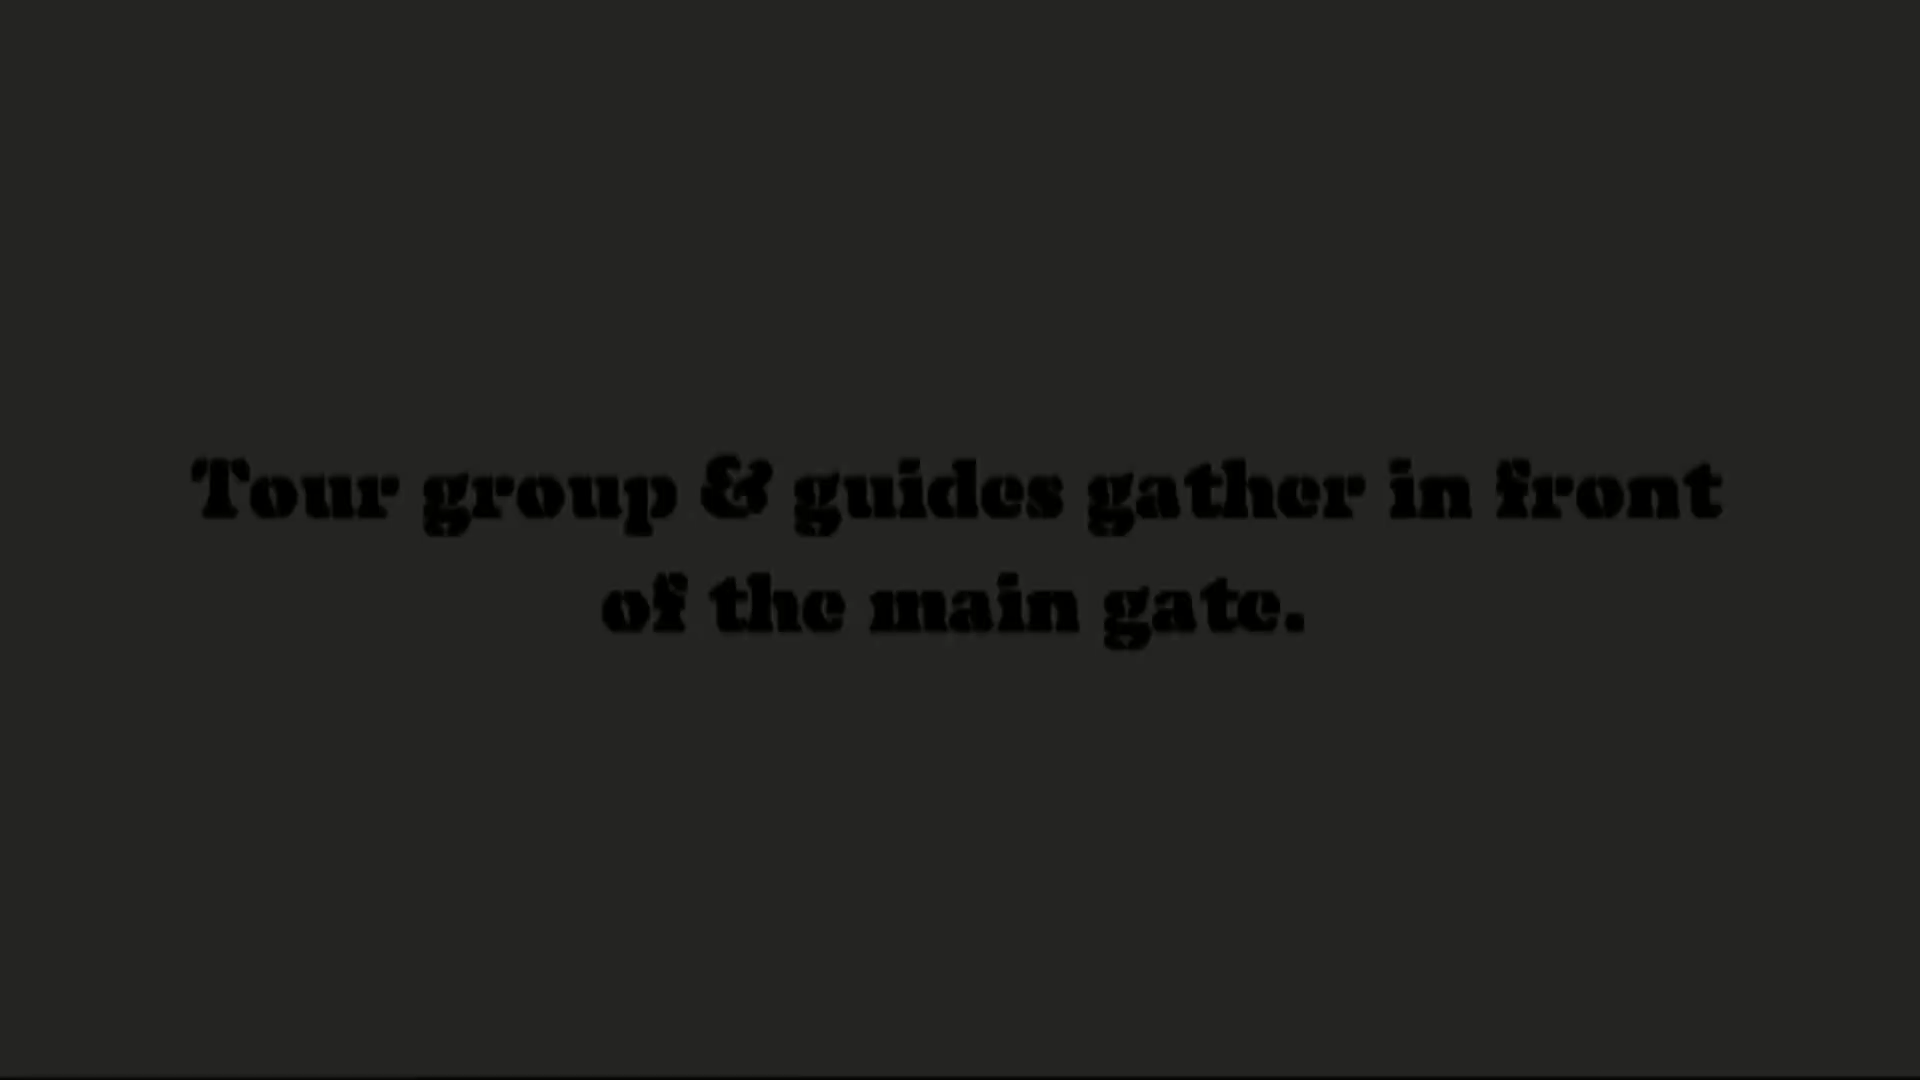 Tour group & guides gather in front
of the main gate.